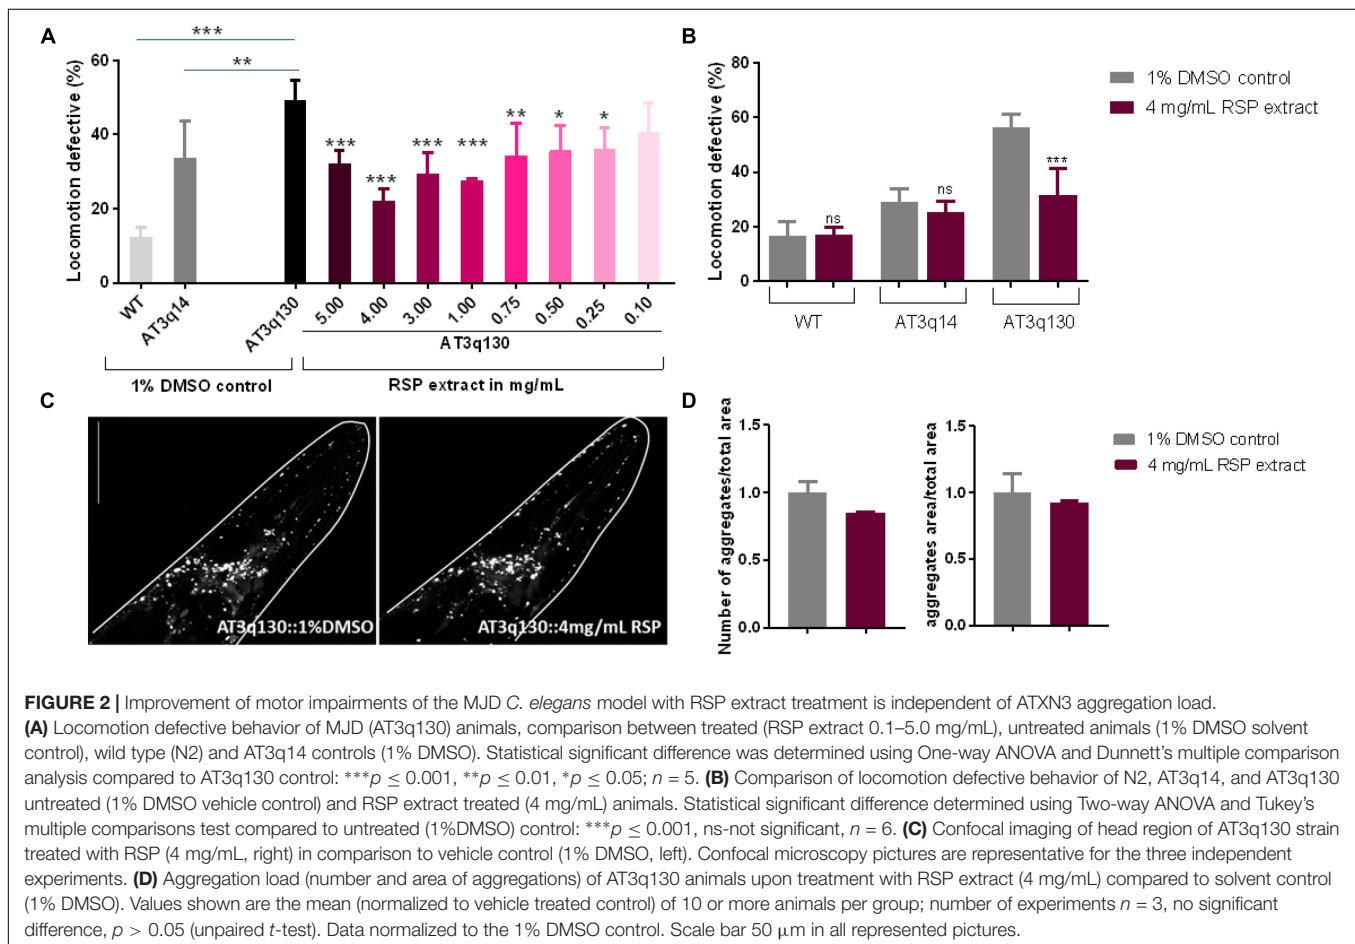 A
***
**
Locomotion defective (%)
60
40
20
0
***
***
***
***
**
*
*
WT
AT3q14
AT3q130
5.00
4.00
3.00
1.00
0.75
0.50
0.25
0.10
AT3q130
1% DMSO control
RSP extract in mg/mL
B
Locomotion defective (%)
80
60
40
20
0
ns
ns
***
WT
AT3q14
AT3q130
1% DMSO control
4 mg/mL RSP extract
C
AT3q130::1%DMSO
AT3q130::4mg/mL RSP
D
Number of aggregates/total area
1.5
1.0
0.5
0.0
aggregates area/total area
1.5
1.0
0.5
0.0
1% DMSO control
4 mg/mL RSP extract
FIGURE 2 | Improvement of motor impairments of the MJD C. elegans model with RSP extract treatment is independent of ATXN3 aggregation load.
(A) Locomotion defective behavior of MJD (AT3q130) animals, comparison between treated (RSP extract 0.1–5.0 mg/mL), untreated animals (1% DMSO solvent
control), wild type (N2) and AT3q14 controls (1% DMSO). Statistical significant difference was determined using One-way ANOVA and Dunnett's multiple comparison
analysis compared to AT3q130 control: ***p ≤ 0.001, **p ≤ 0.01, *p ≤ 0.05; n = 5. (B) Comparison of locomotion defective behavior of N2, AT3q14, and AT3q130
untreated (1% DMSO vehicle control) and RSP extract treated (4 mg/mL) animals. Statistical significant difference determined using Two-way ANOVA and Tukey's
multiple comparisons test compared to untreated (1%DMSO) control: ***p ≤ 0.001, ns-not significant, n = 6. (C) Confocal imaging of head region of AT3q130 strain
treated with RSP (4 mg/mL, right) in comparison to vehicle control (1% DMSO, left). Confocal microscopy pictures are representative for the three independent
experiments. (D) Aggregation load (number and area of aggregations) of AT3q130 animals upon treatment with RSP extract (4 mg/mL) compared to solvent control
(1% DMSO). Values shown are the mean (normalized to vehicle treated control) of 10 or more animals per group; number of experiments n = 3, no significant
difference, p > 0.05 (unpaired t-test). Data normalized to the 1% DMSO control. Scale bar 50 μm in all represented pictures.